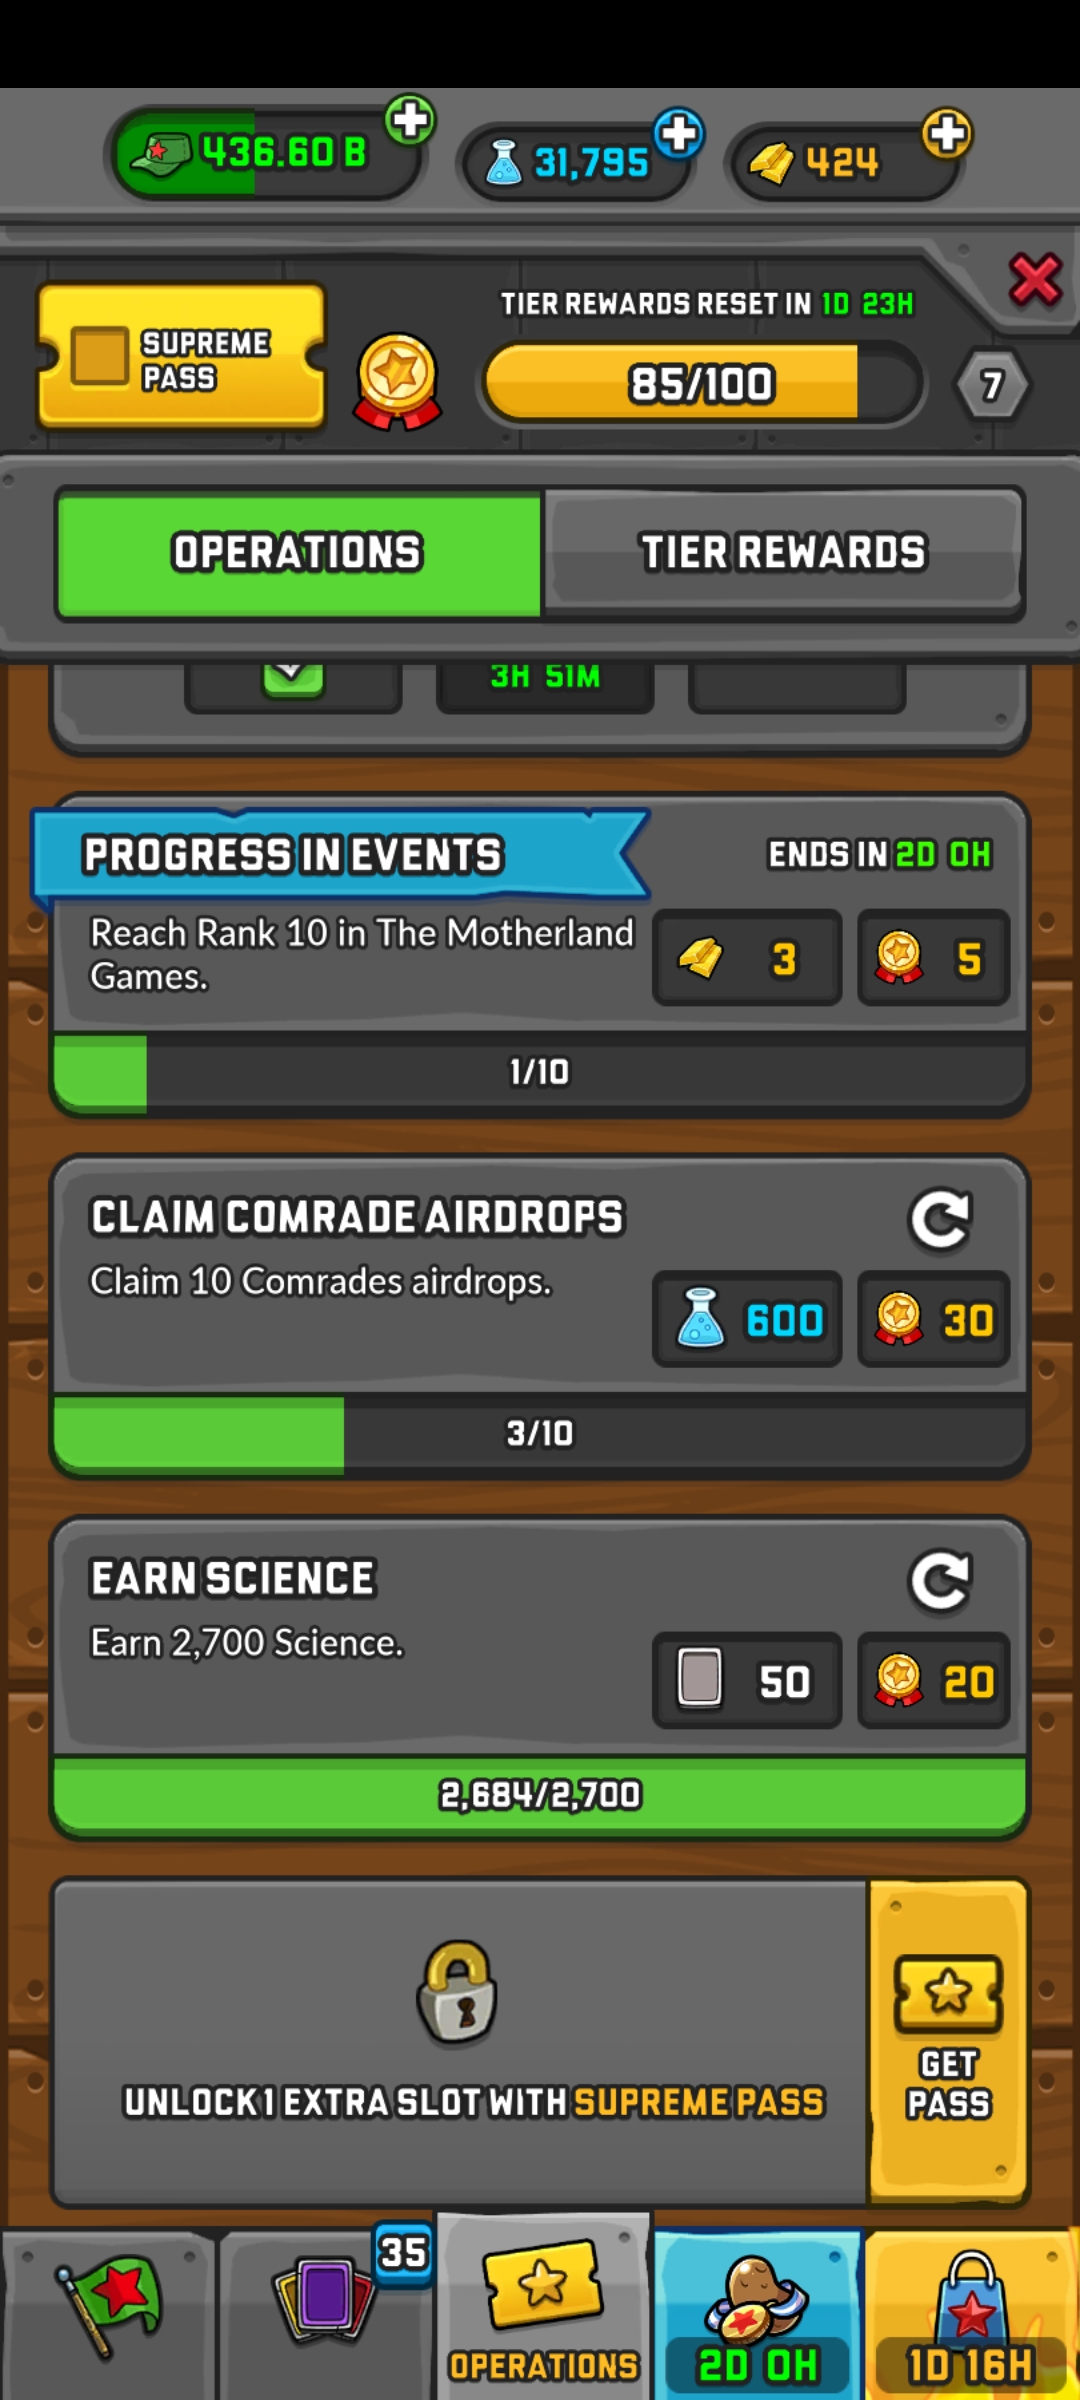 436.60 B
31,795
424
SUPREME
PASS
TIER REWARDS RESET IN 1D 23H
85/100
7
OPERATIONS
TIER REWARDS
3H 51M
PROGRESS IN EVENTS
ENDS IN 2D 0H
Reach Rank 10 in The Motherland
Games.
3
5
1/10
CLAIM COMRADE AIRDROPS
Claim 10 Comrades airdrops.
600
30
3/10
EARN SCIENCE
Earn 2,700 Science.
50
20
2,684/2,700
UNLOCK 1 EXTRA SLOT WITH SUPREME PASS
GET
PASS
35
OPERATIONS
2D 0H
1D 16H